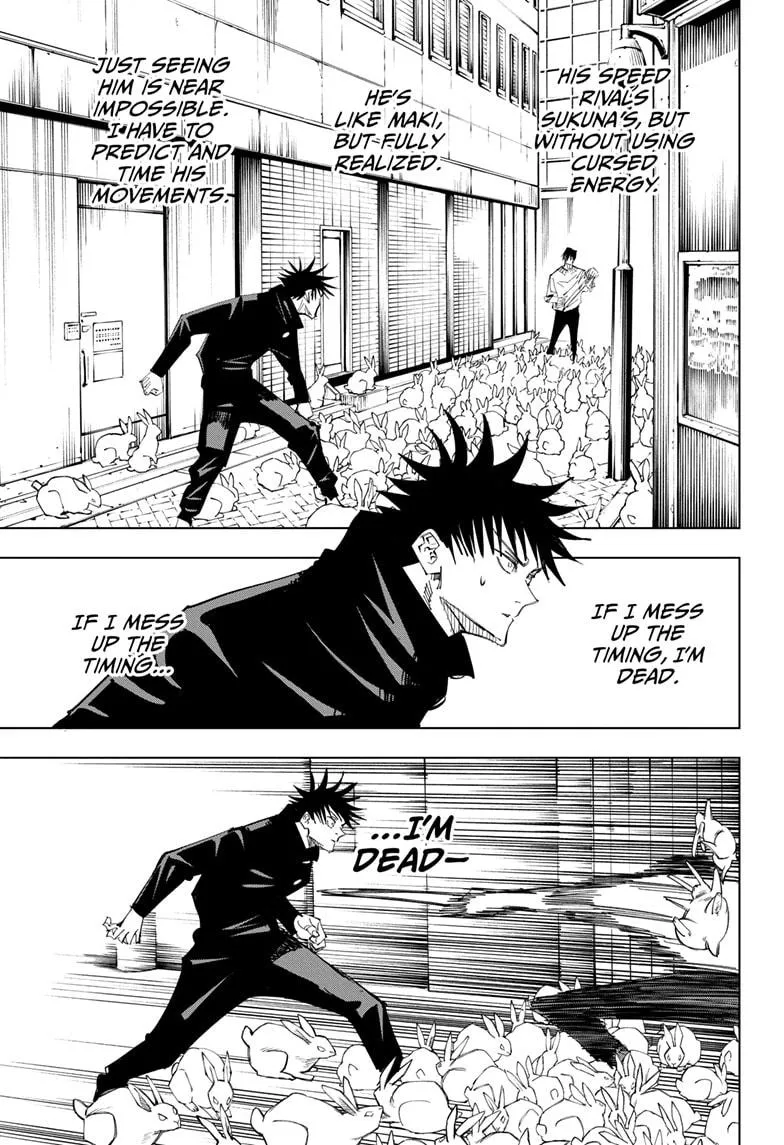 HIS SPEED
RIVALS
SUKUNA'S, BUT
WITHOUT USING
CURSED
ENERGY.
HE'S
LIKE MAKI,
BUT FULLY
REALIZED.
JUST SEEING
HIM IS NEAR
IMPOSSIBLE.
I HAVE TO
PREDICT AND
TIME HIS
MOVEMENTS.
IF I MESS
UP THE
TIMING, I'M
DEAD.
IF I MESS
UP THE
TIMING...
...I'M
DEAD—